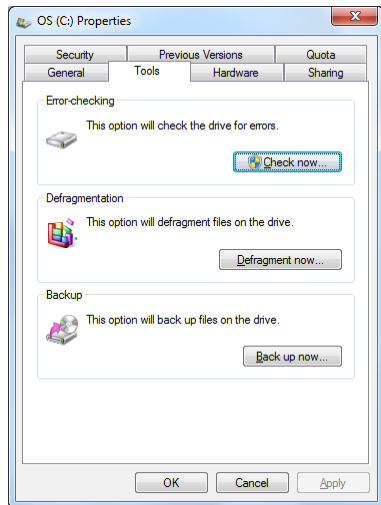 OS (C:) Properties
Security Previous Versions Quota
General Tools Hardware Sharing
Error-checking
This option will check the drive for errors.
Check now...
Defragmentation
This option will defragment files on the drive.
Defragment now...
Backup
This option will back up files on the drive.
Back up now...
OK Cancel Apply